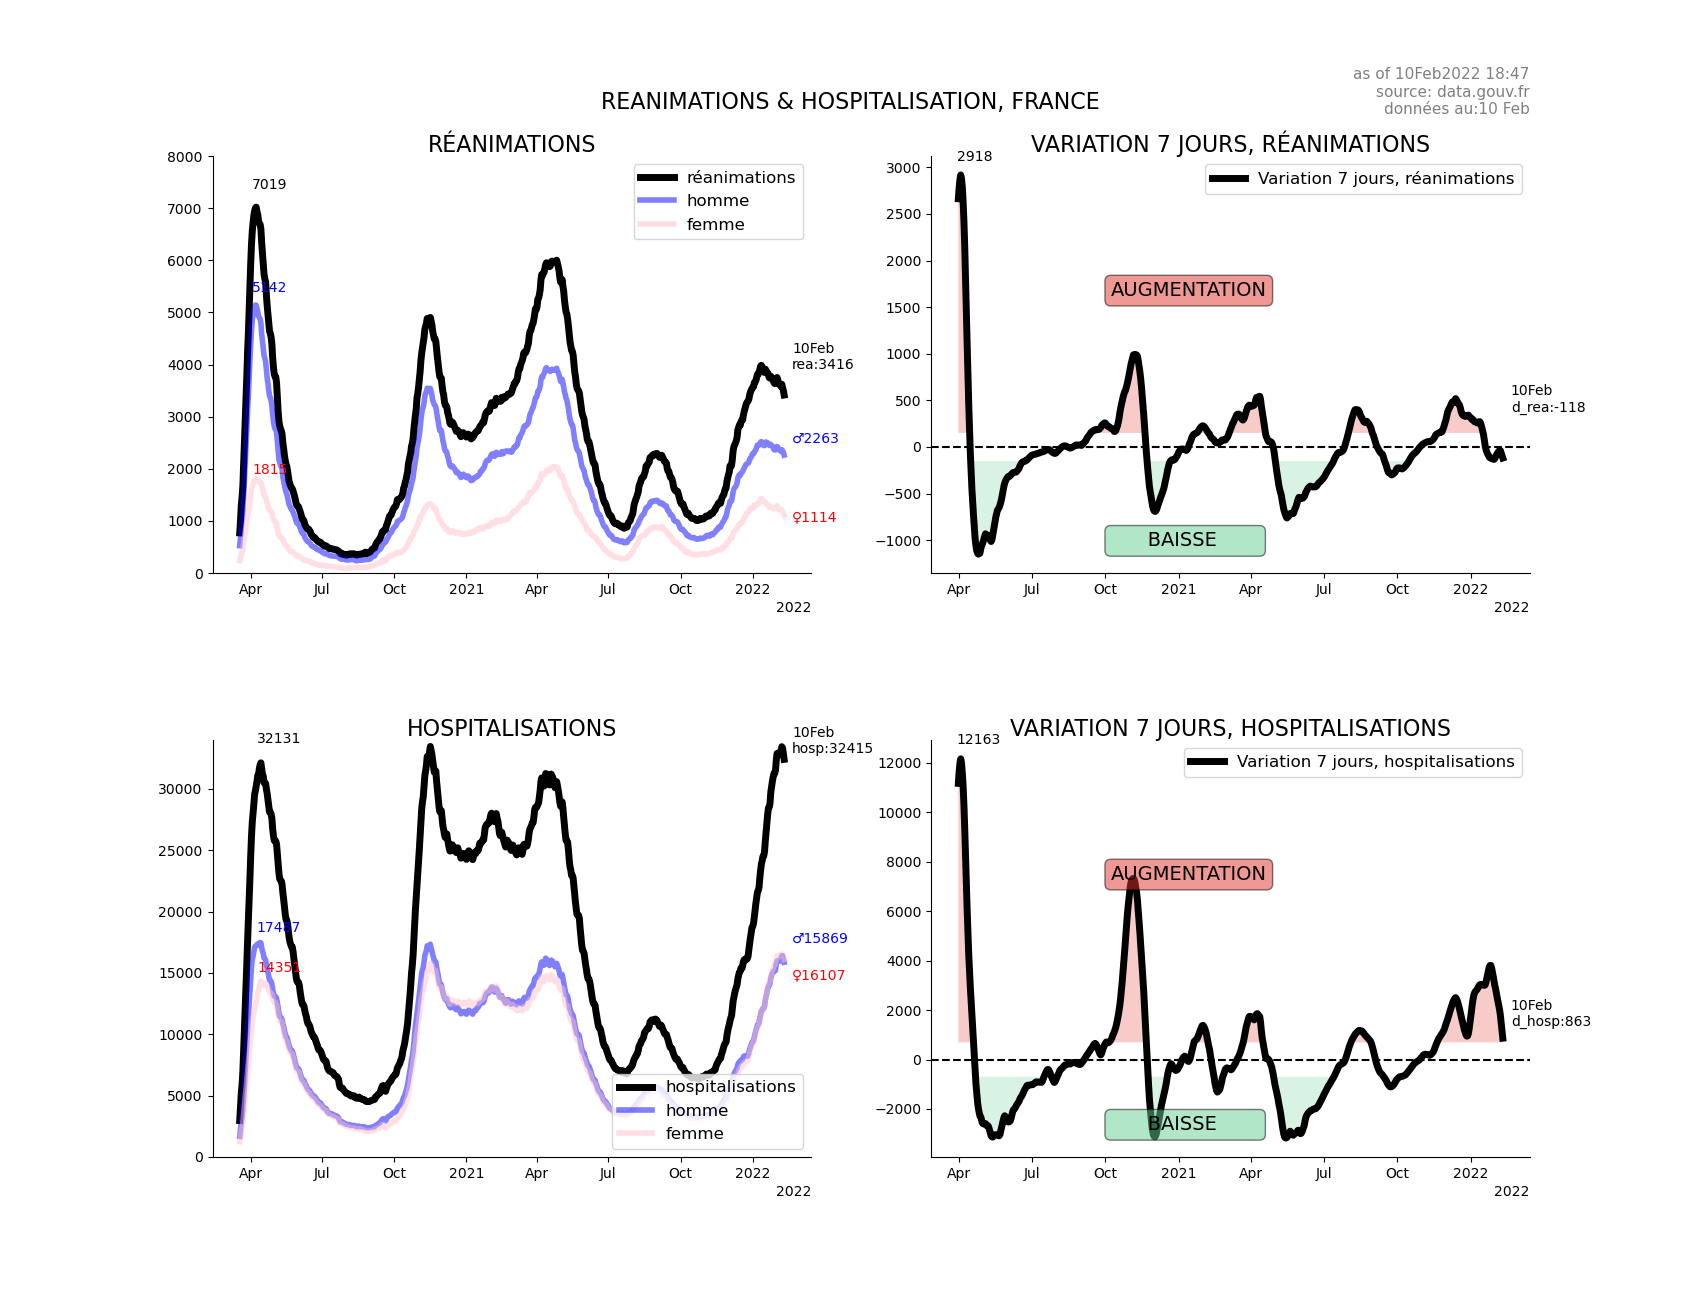 as of 10Feb2022 18:47
source: data.gouv.fr
données au:10 Feb
REANIMATIONS & HOSPITALISATION, FRANCE
RÉANIMATIONS
8000
7000
6000
5000
4000
3000
2000
1000
0
7019
5142
1815
réanimations
homme
femme
10Feb
rea:3416
♂2263
♀1114
Apr
Jul
Oct
2021
Apr
Jul
Oct
2022
2022
VARIATION 7 JOURS, RÉANIMATIONS
3000
2500
2000
1500
1000
500
0
−500
−1000
2918
Variation 7 jours, réanimations
AUGMENTATION
BAISSE
10Feb
d_rea:-118
Apr
Jul
Oct
2021
Apr
Jul
Oct
2022
2022
HOSPITALISATIONS
30000
25000
20000
15000
10000
5000
0
32131
17487
14351
10Feb
hosp:32415
♂15869
♀16107
hospitalisations
homme
femme
Apr
Jul
Oct
2021
Apr
Jul
Oct
2022
2022
VARIATION 7 JOURS, HOSPITALISATIONS
12000
10000
8000
6000
4000
2000
0
−2000
12163
Variation 7 jours, hospitalisations
AUGMENTATION
BAISSE
10Feb
d_hosp:863
Apr
Jul
Oct
2021
Apr
Jul
Oct
2022
2022